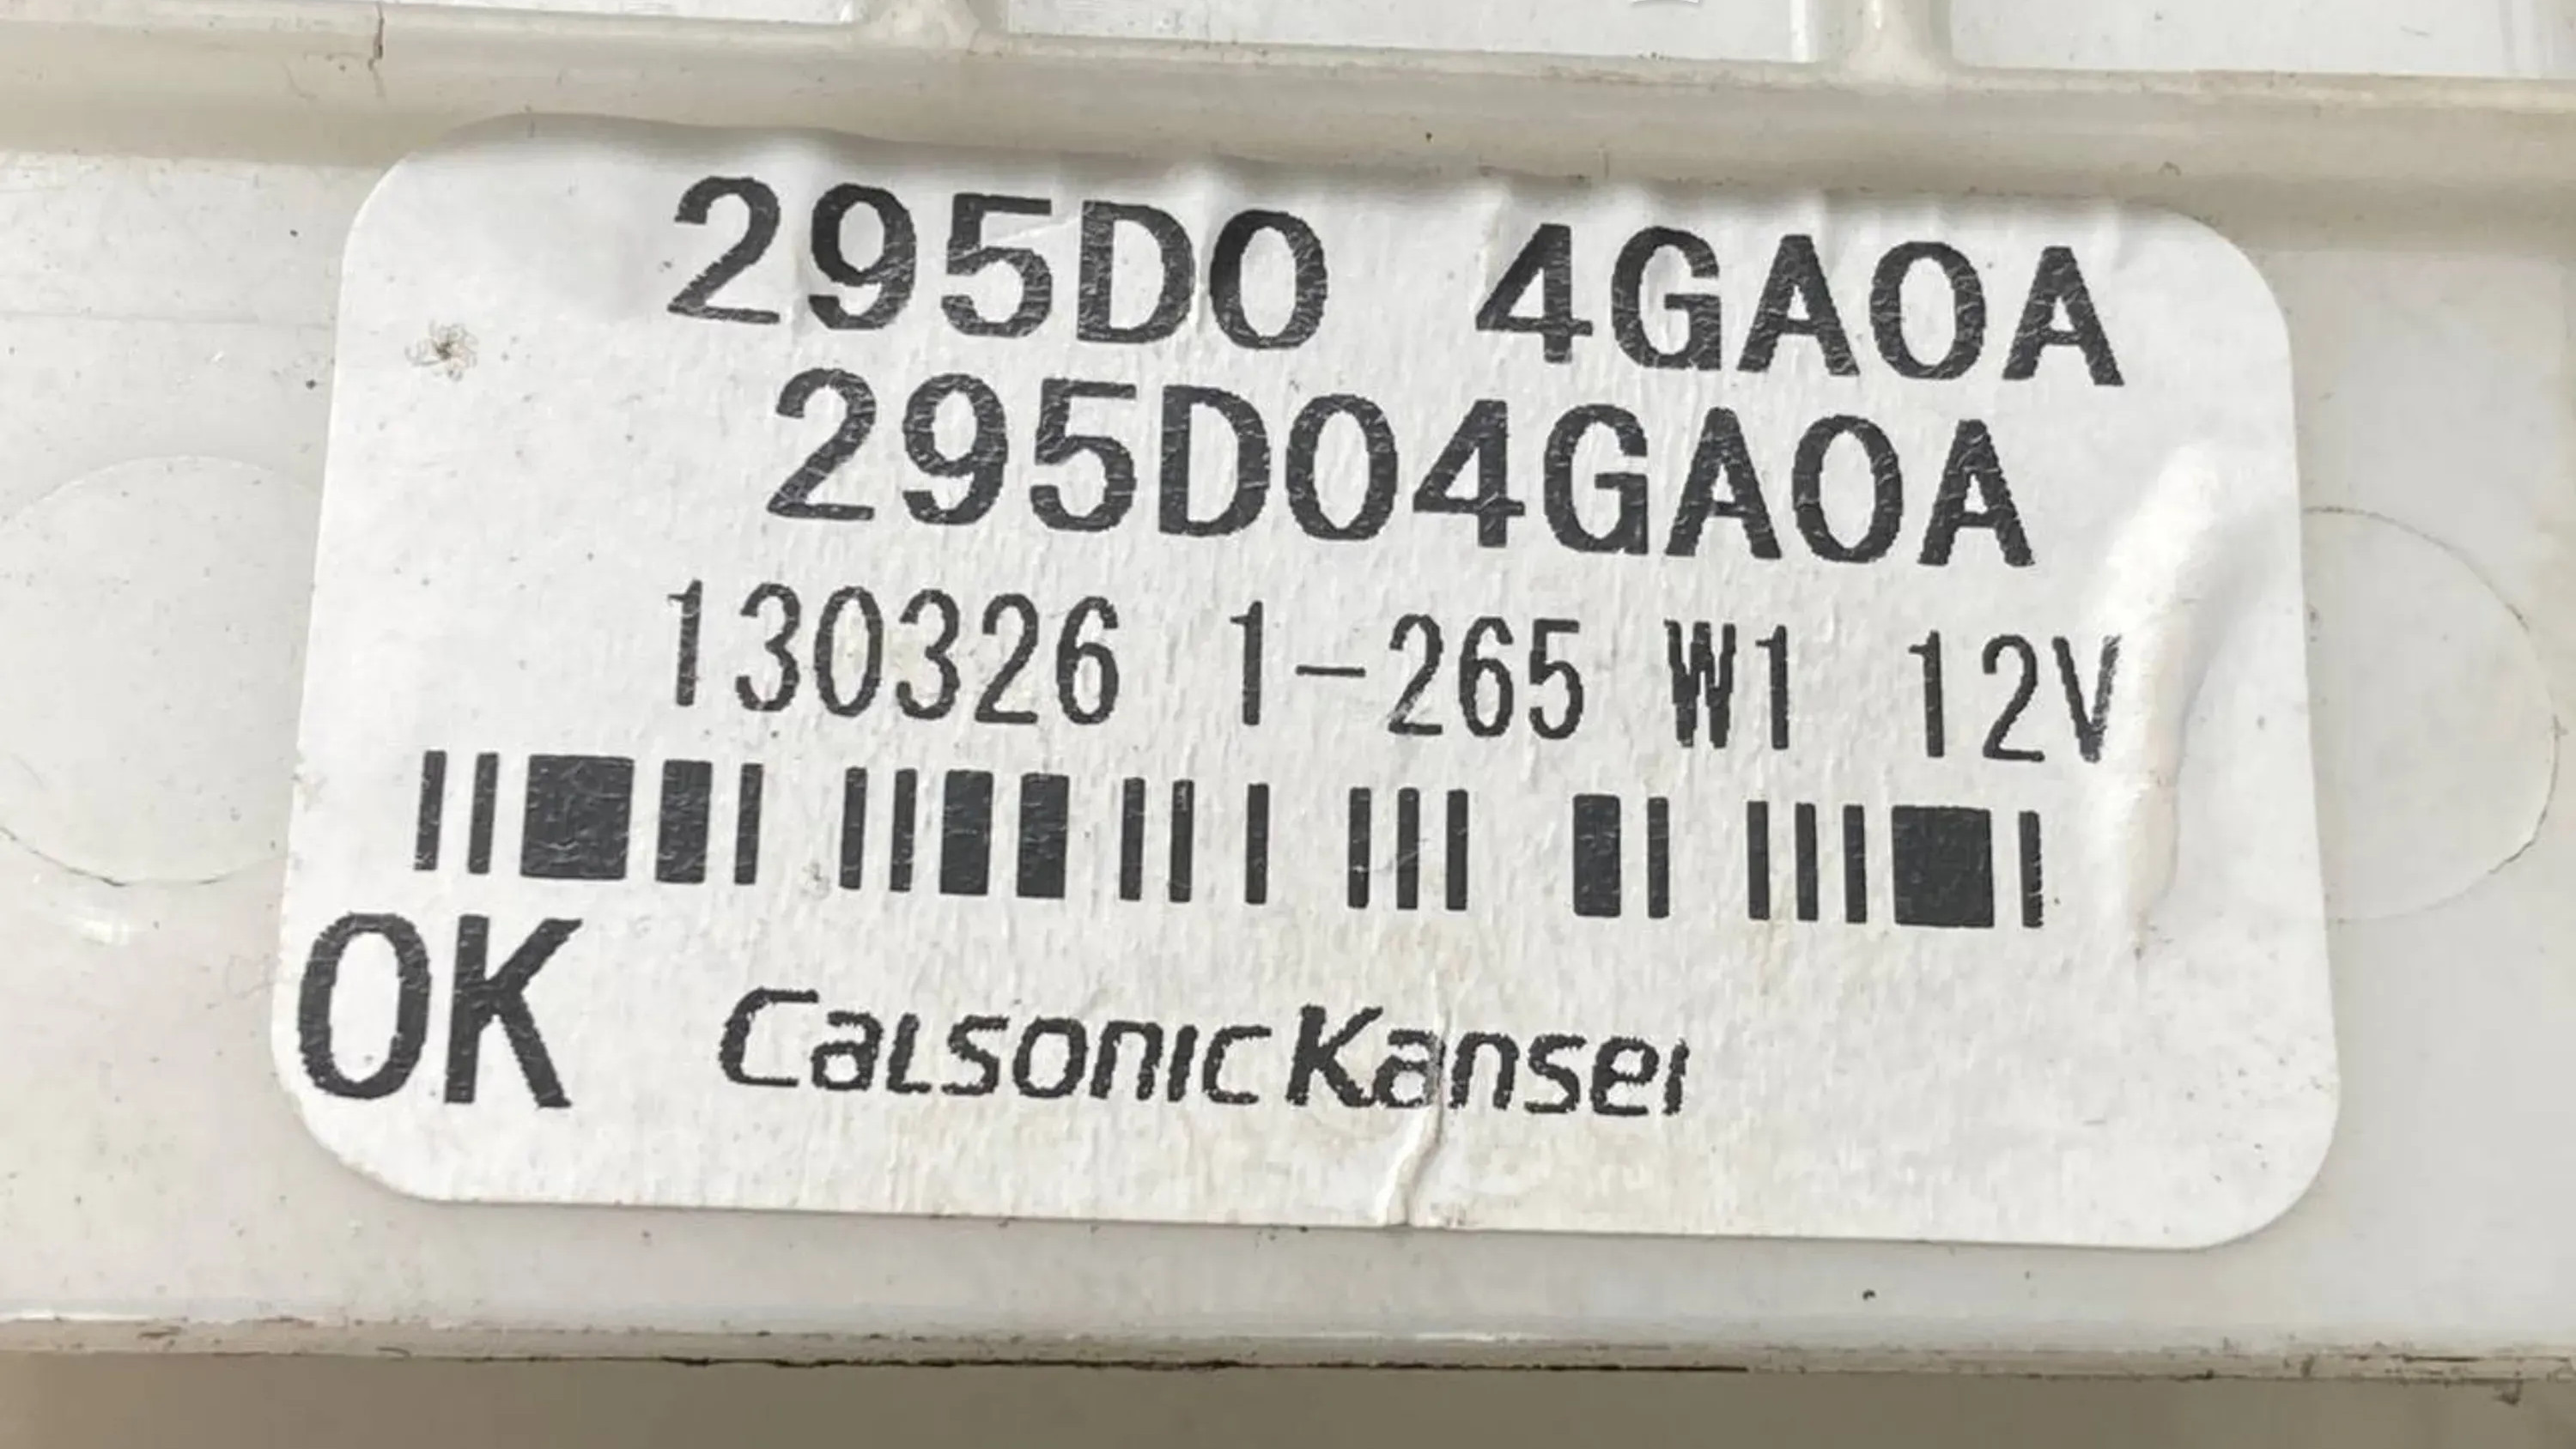 295D0 4GA0A
295D04GA0A
130326 1-265 W1 12V
OK CalsonicKansei